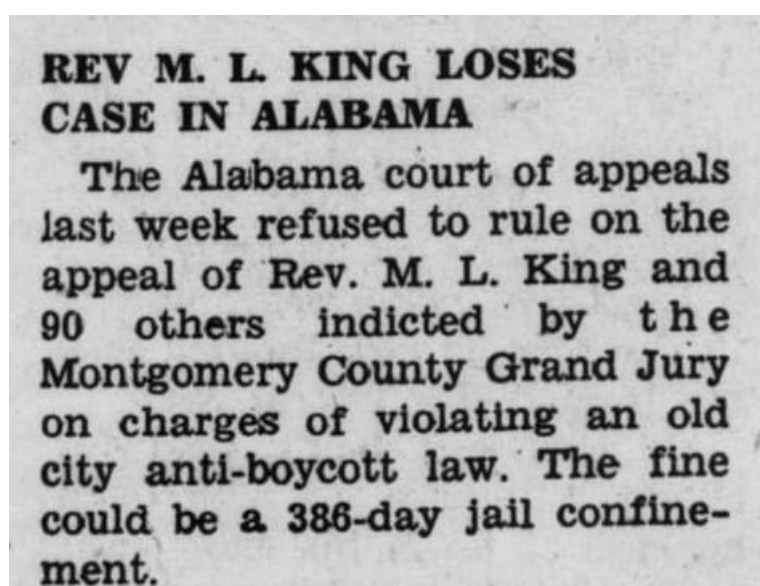 REV M. L. KING LOSES
CASE IN ALABAMA
The Alabama court of appeals
last week refused to rule on the
appeal of Rev. M. L. King and
90 others indicted by the
Montgomery County Grand Jury
on charges of violating an old
city anti-boycott law. The fine
could be a 386-day jail confine-
ment.